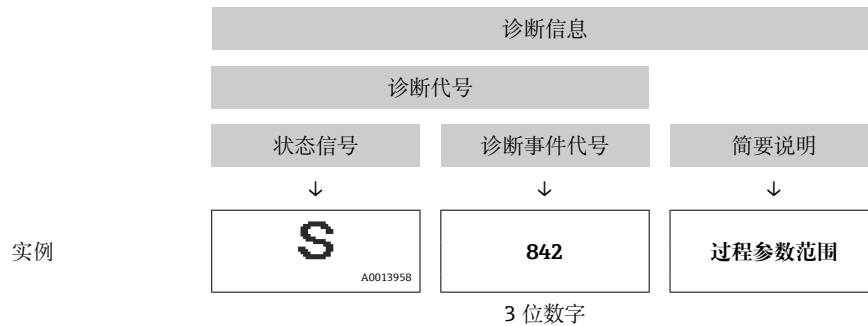 诊断信息
诊断代号
状态信号 诊断事件代号 简要说明
↓ ↓ ↓
实例 S 842 过程参数范围
A0013958
3 位数字